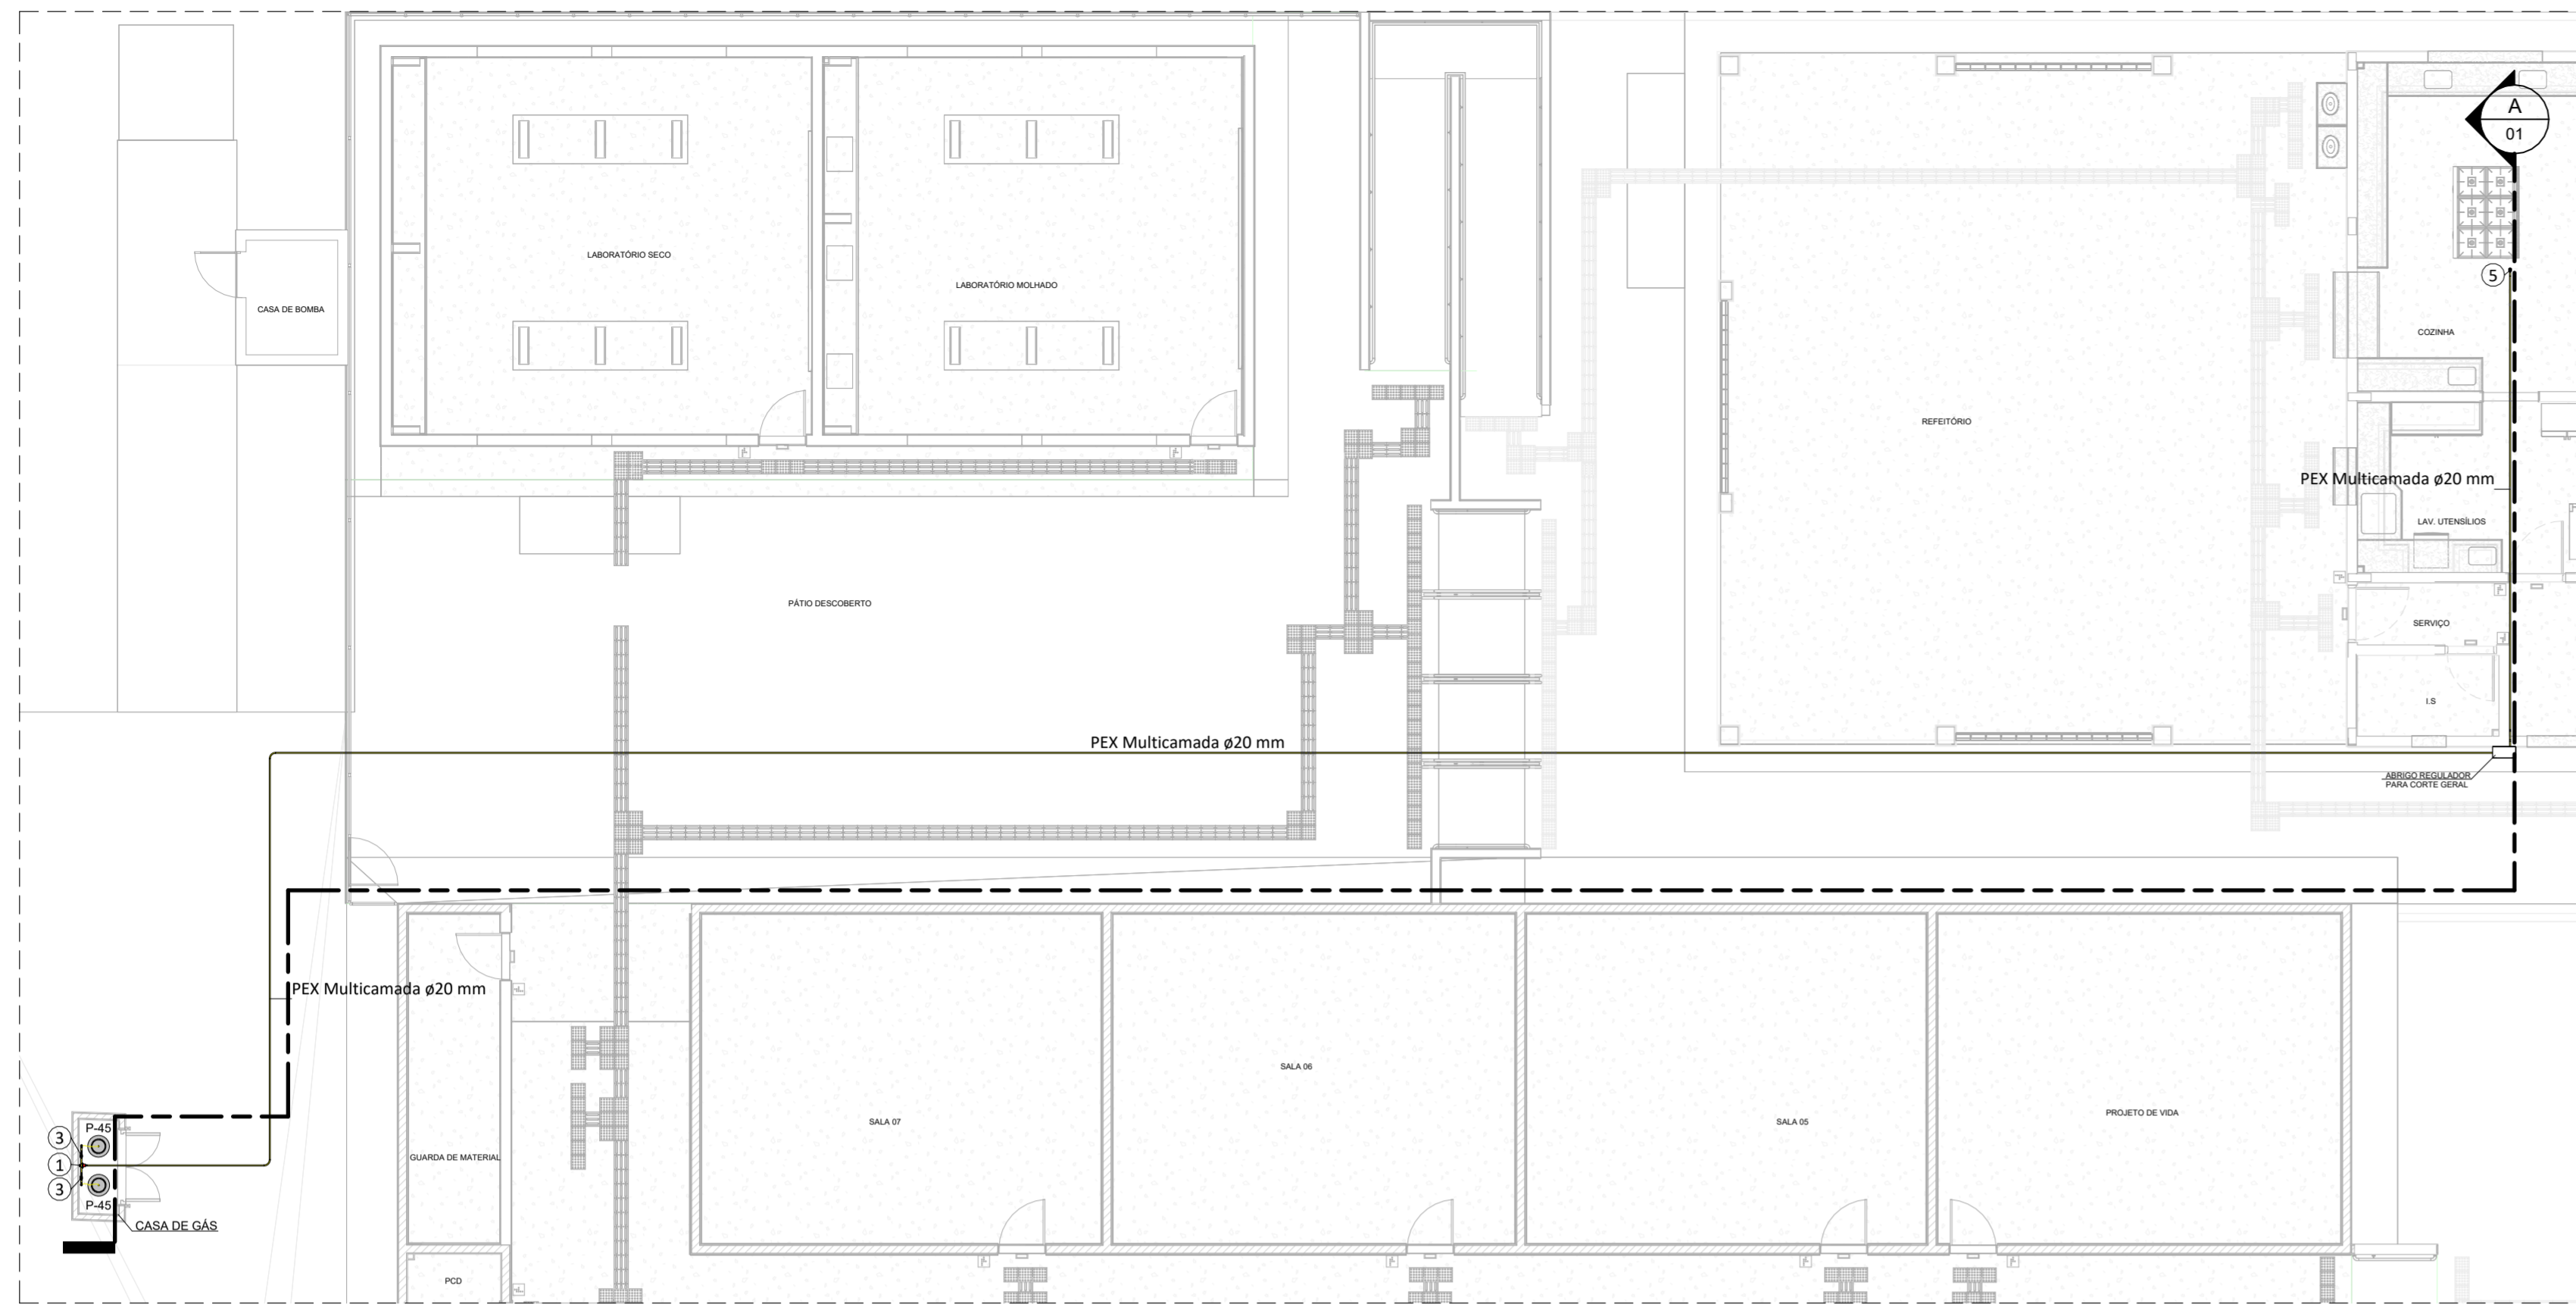 A
01
LABORATÓRIO SECO
LABORATÓRIO MOLHADO
CASA DE BOMBA
5
COZINHA
REFEITÓRIO
PEX Multicamada ø20 mm
LAV. UTENSÍLIOS
PÁTIO DESCOBERTO
SERVIÇO
I.S
PEX Multicamada ø20 mm
ABRIGO REGULADOR
PARA CORTE GERAL
PEX Multicamada ø20 mm
SALA 06
SALA 07
SALA 05
PROJETO DE VIDA
GUARDA DE MATERIAL
P-45
3
1
3
P-45
CASA DE GÁS
PCD